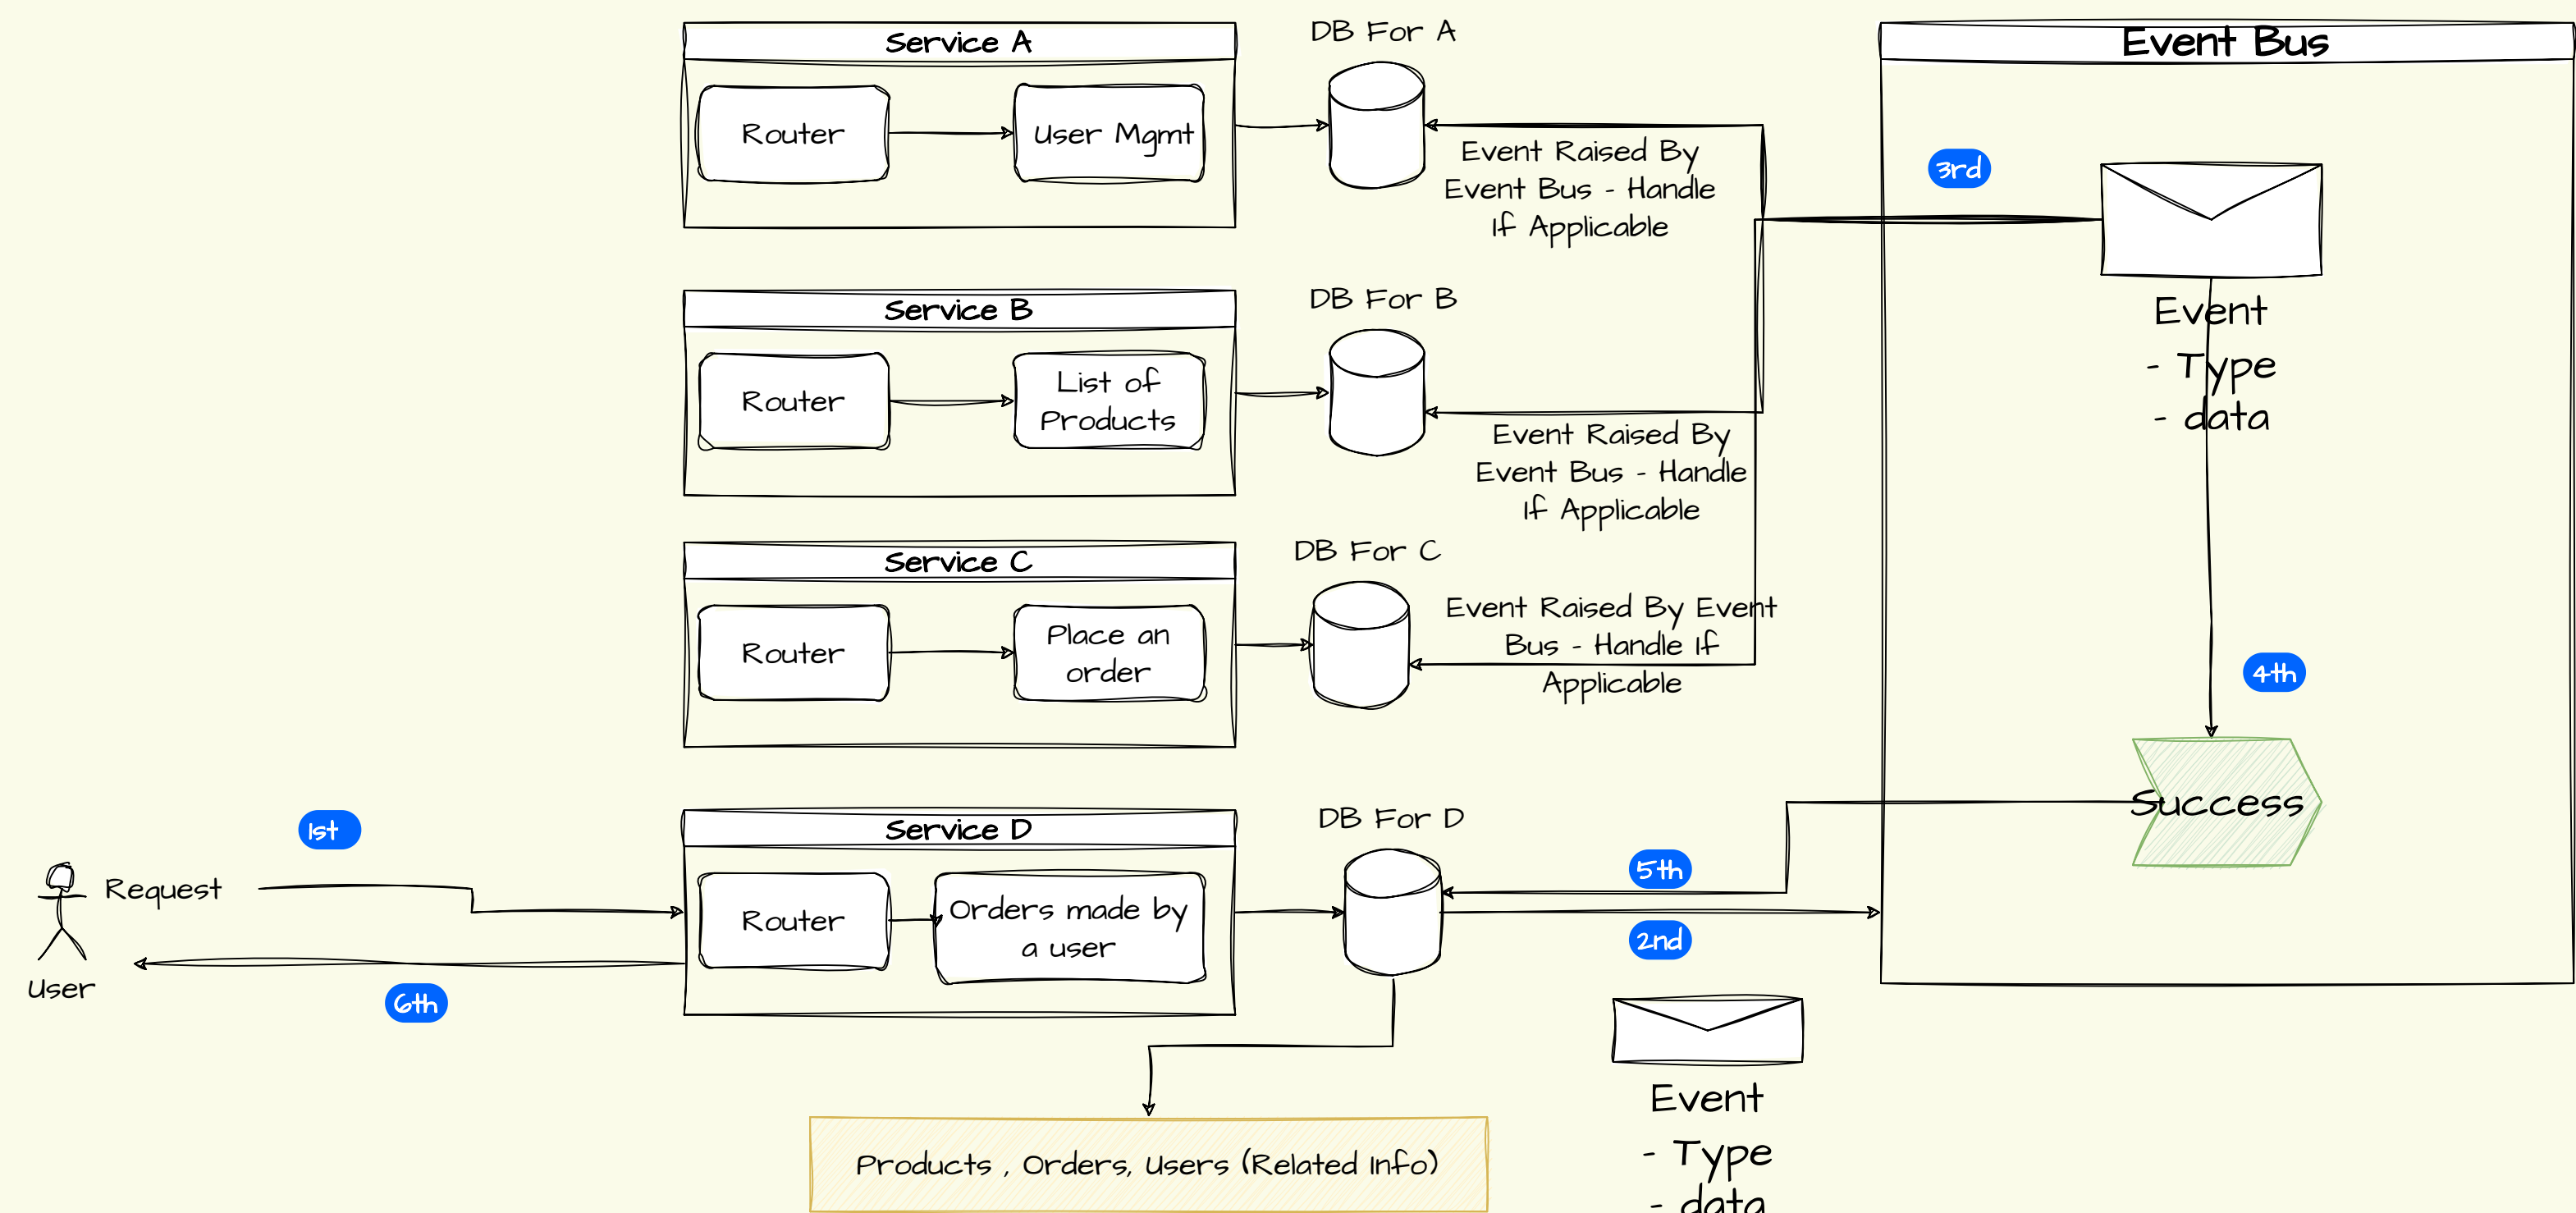 Service A
Router
User Mgmt
DB For A
Event Raised By
Event Bus - Handle
If Applicable
Event Bus
3rd
Event
- Type
- data
Service B
Router
List of
Products
DB For B
Event Raised By
Event Bus - Handle
If Applicable
Service C
Router
Place an
order
DB For C
Event Raised By Event
Bus - Handle If
Applicable
4th
Success
1st
Request
User
6th
Service D
Router
Orders made by
a user
DB For D
5th
2nd
Event
- Type
- data
Products , Orders, Users (Related Info)